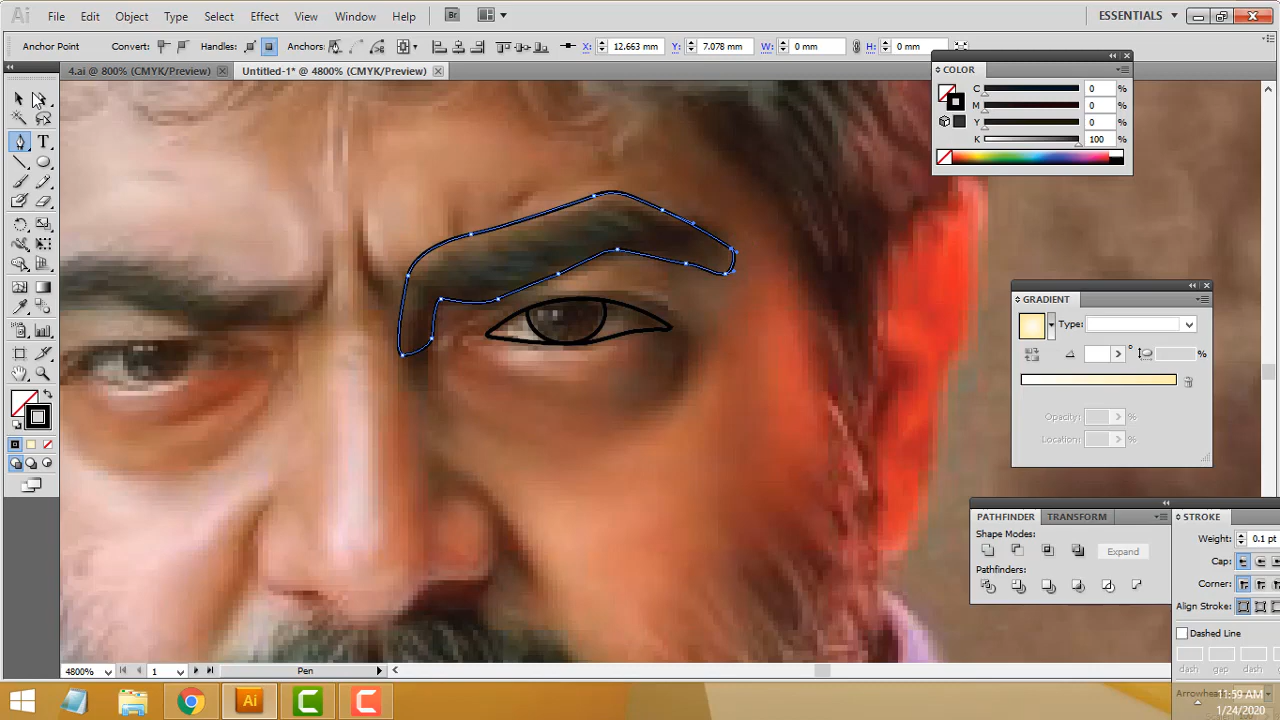 Ai File Edit Object Type Select Effect View Window Help Br ESSENTIALS
Anchor Point Convert: Handles: Anchors: X: 12.663 mm Y: 7.078 mm W: 0 mm H: 0 mm
4.ai @ 800% (CMYK/Preview) Untitled-1* @ 4800% (CMYK/Preview)
COLOR
C 0 %
M 0 %
Y 0 %
K 100 %
GRADIENT
Type:
° %
Opacity: %
Location: %
PATHFINDER TRANSFORM
Shape Modes:
Expand
Pathfinders:
STROKE
Weight: 0.1 pt
Cap:
Corner:
Align Stroke:
Dashed Line
dash gap dash
4800% 1 Pen
Ai
11:59 AM
1/24/2020